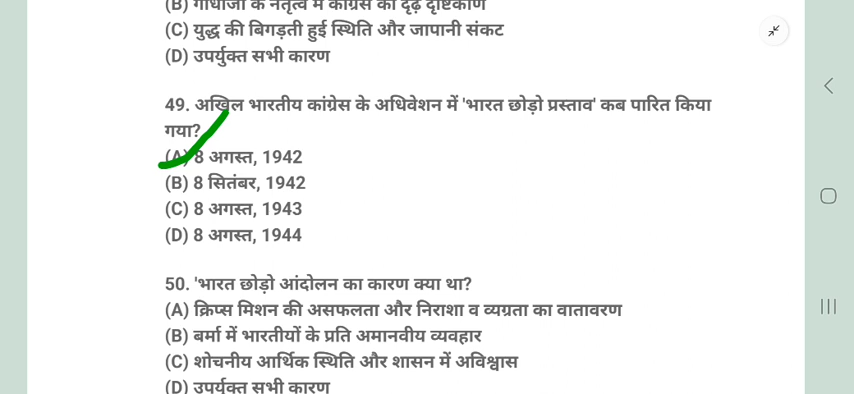 (B) गांधीजी के नेतृत्व में कांग्रेस का दृढ़ दृष्टिकोण
(C) युद्ध की बिगड़ती हुई स्थिति और जापानी संकट
(D) उपर्युक्त सभी कारण
49. अखिल भारतीय कांग्रेस के अधिवेशन में 'भारत छोड़ो प्रस्ताव' कब पारित किया
गया?
(A) 8 अगस्त, 1942
(B) 8 सितंबर, 1942
(C) 8 अगस्त, 1943
(D) 8 अगस्त, 1944
50. 'भारत छोड़ो आंदोलन का कारण क्या था?
(A) क्रिप्स मिशन की असफलता और निराशा व व्यग्रता का वातावरण
(B) बर्मा में भारतीयों के प्रति अमानवीय व्यवहार
(C) शोचनीय आर्थिक स्थिति और शासन में अविश्वास
(D) उपर्युक्त सभी कारण